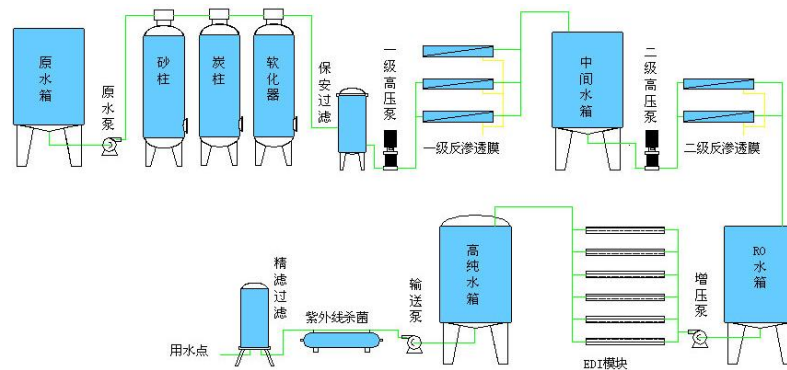 原水箱
原水泵
砂柱
炭柱
软化器
保安过滤
一级高压泵
一级反渗透膜
中间水箱
二级高压泵
二级反渗透膜
RO水箱
增压泵
EDI模块
高纯水箱
输送泵
紫外线杀菌
精滤过滤
用水点